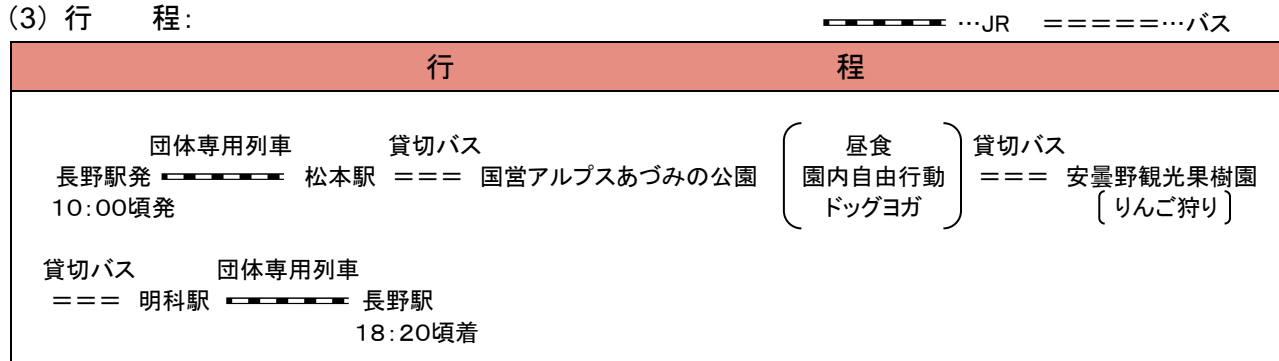 (3) 行　　程:
…JR　=====…バス
行　　　　程
団体専用列車　貸切バス　昼食　貸切バス
長野駅発　松本駅　===　国営アルプスあづみの公園　園内自由行動　===　安曇野観光果樹園
10:00頃発　ドッグヨガ　〔りんご狩り〕
貸切バス　団体専用列車
===　明科駅　長野駅
18:20頃着